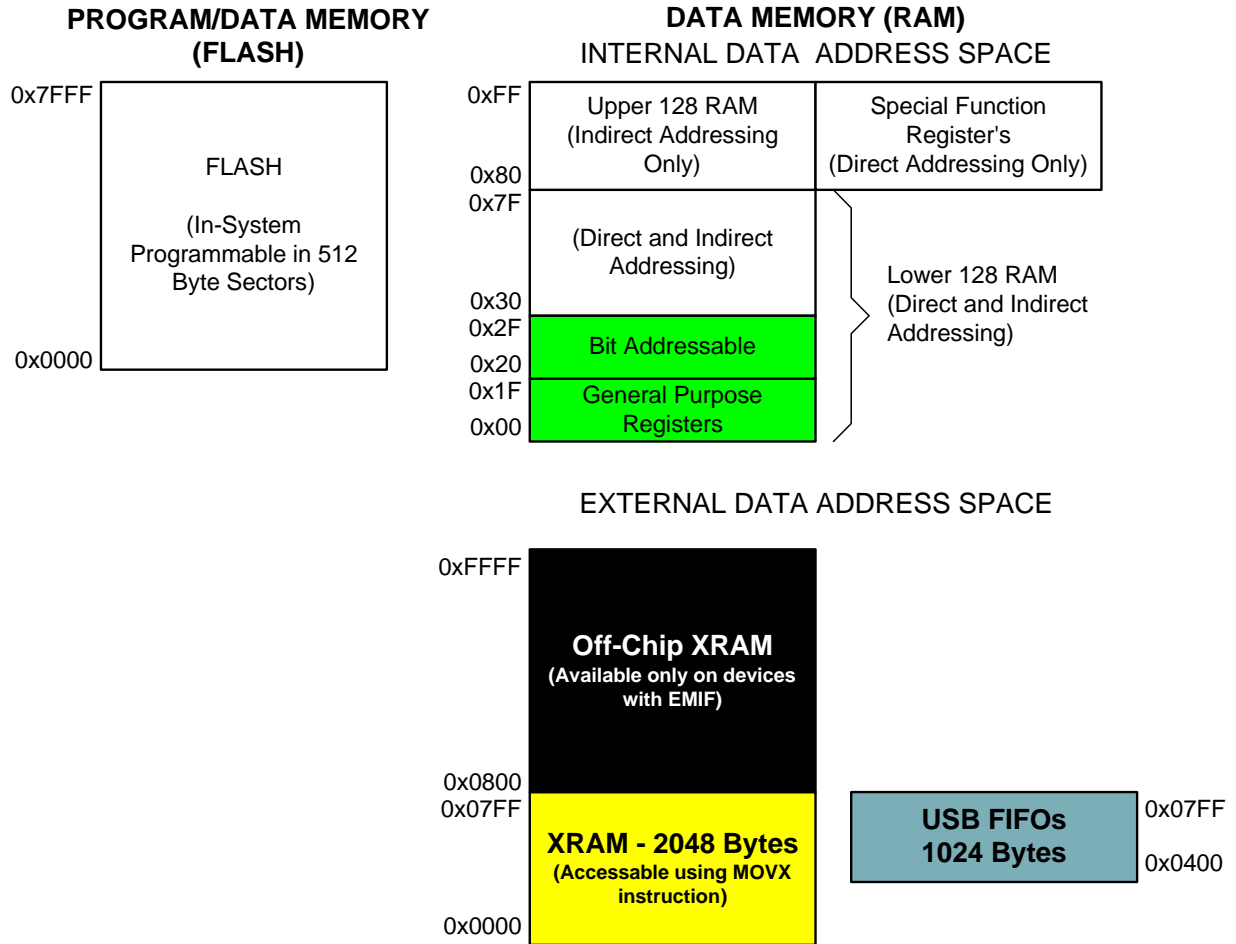 PROGRAM/DATA MEMORY
(FLASH)
0x7FFF
FLASH
(In-System
Programmable in 512
Byte Sectors)
0x0000
DATA MEMORY (RAM)
INTERNAL DATA ADDRESS SPACE
0xFF
Upper 128 RAM
(Indirect Addressing
Only)
0x80
Special Function
Register's
(Direct Addressing Only)
0x7F
(Direct and Indirect
Addressing)
0x30
0x2F
Bit Addressable
0x20
0x1F
General Purpose
Registers
0x00
Lower 128 RAM
(Direct and Indirect
Addressing)
EXTERNAL DATA ADDRESS SPACE
0xFFFF
Off-Chip XRAM
(Available only on devices
with EMIF)
0x0800
0x07FF
XRAM - 2048 Bytes
(Accessable using MOVX
instruction)
0x0000
USB FIFOs
1024 Bytes
0x07FF
0x0400